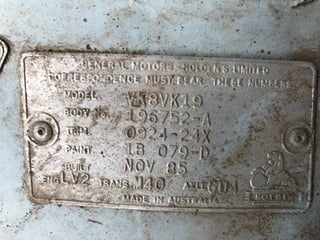 GENERAL MOTORS-HOLDEN'S LIMITED
CORRESPONDENCE MUST BEAR THESE NUMBERS
MODEL VK8VK19
BODY NO. 196752-A
TRIM 0924-24X
PAINT 1B 079-D
BUILT NOV 85
ENG. LV2 TRANS. M40 AXLE GU4
HOLDEN
MADE IN AUSTRALIA